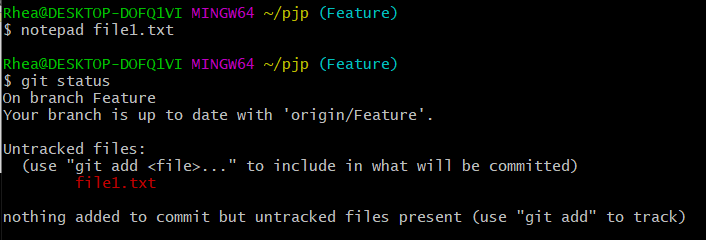 Rhea@DESKTOP-DOFQ1VI MINGW64 ~/pjp (Feature)
$ notepad file1.txt
Rhea@DESKTOP-DOFQ1VI MINGW64 ~/pjp (Feature)
$ git status
On branch Feature
Your branch is up to date with 'origin/Feature'.
Untracked files:
  (use "git add <file>..." to include in what will be committed)
        file1.txt
nothing added to commit but untracked files present (use "git add" to track)